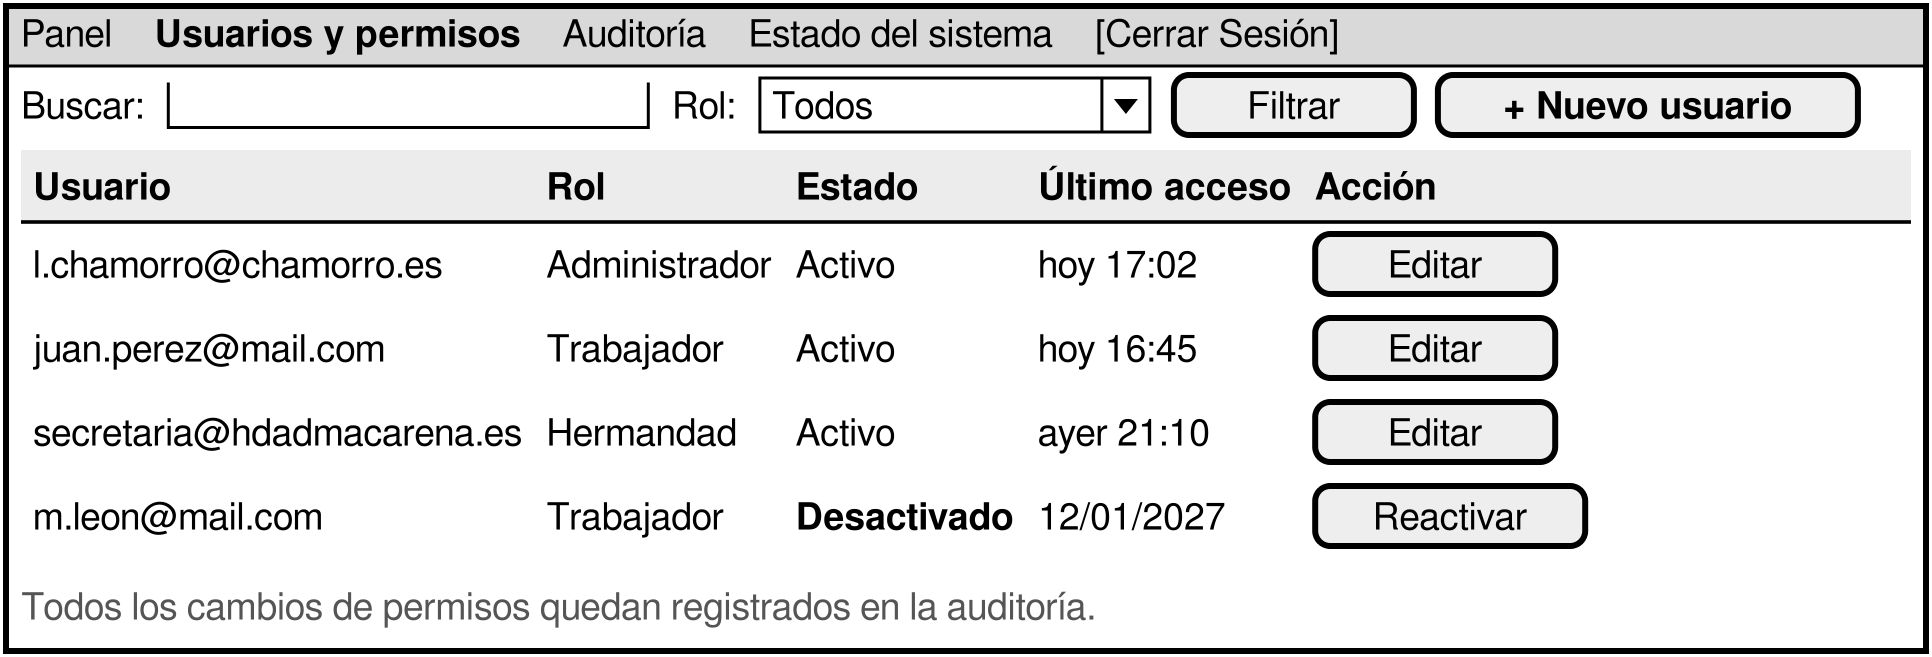 Panel Usuarios y permisos Auditoría Estado del sistema [Cerrar Sesión]
Buscar: Rol: Todos Filtrar + Nuevo usuario
Usuario Rol Estado Último acceso Acción
l.chamorro@chamorro.es Administrador Activo hoy 17:02 Editar
juan.perez@mail.com Trabajador Activo hoy 16:45 Editar
secretaria@hdadmacarena.es Hermandad Activo ayer 21:10 Editar
m.leon@mail.com Trabajador Desactivado 12/01/2027 Reactivar
Todos los cambios de permisos quedan registrados en la auditoría.